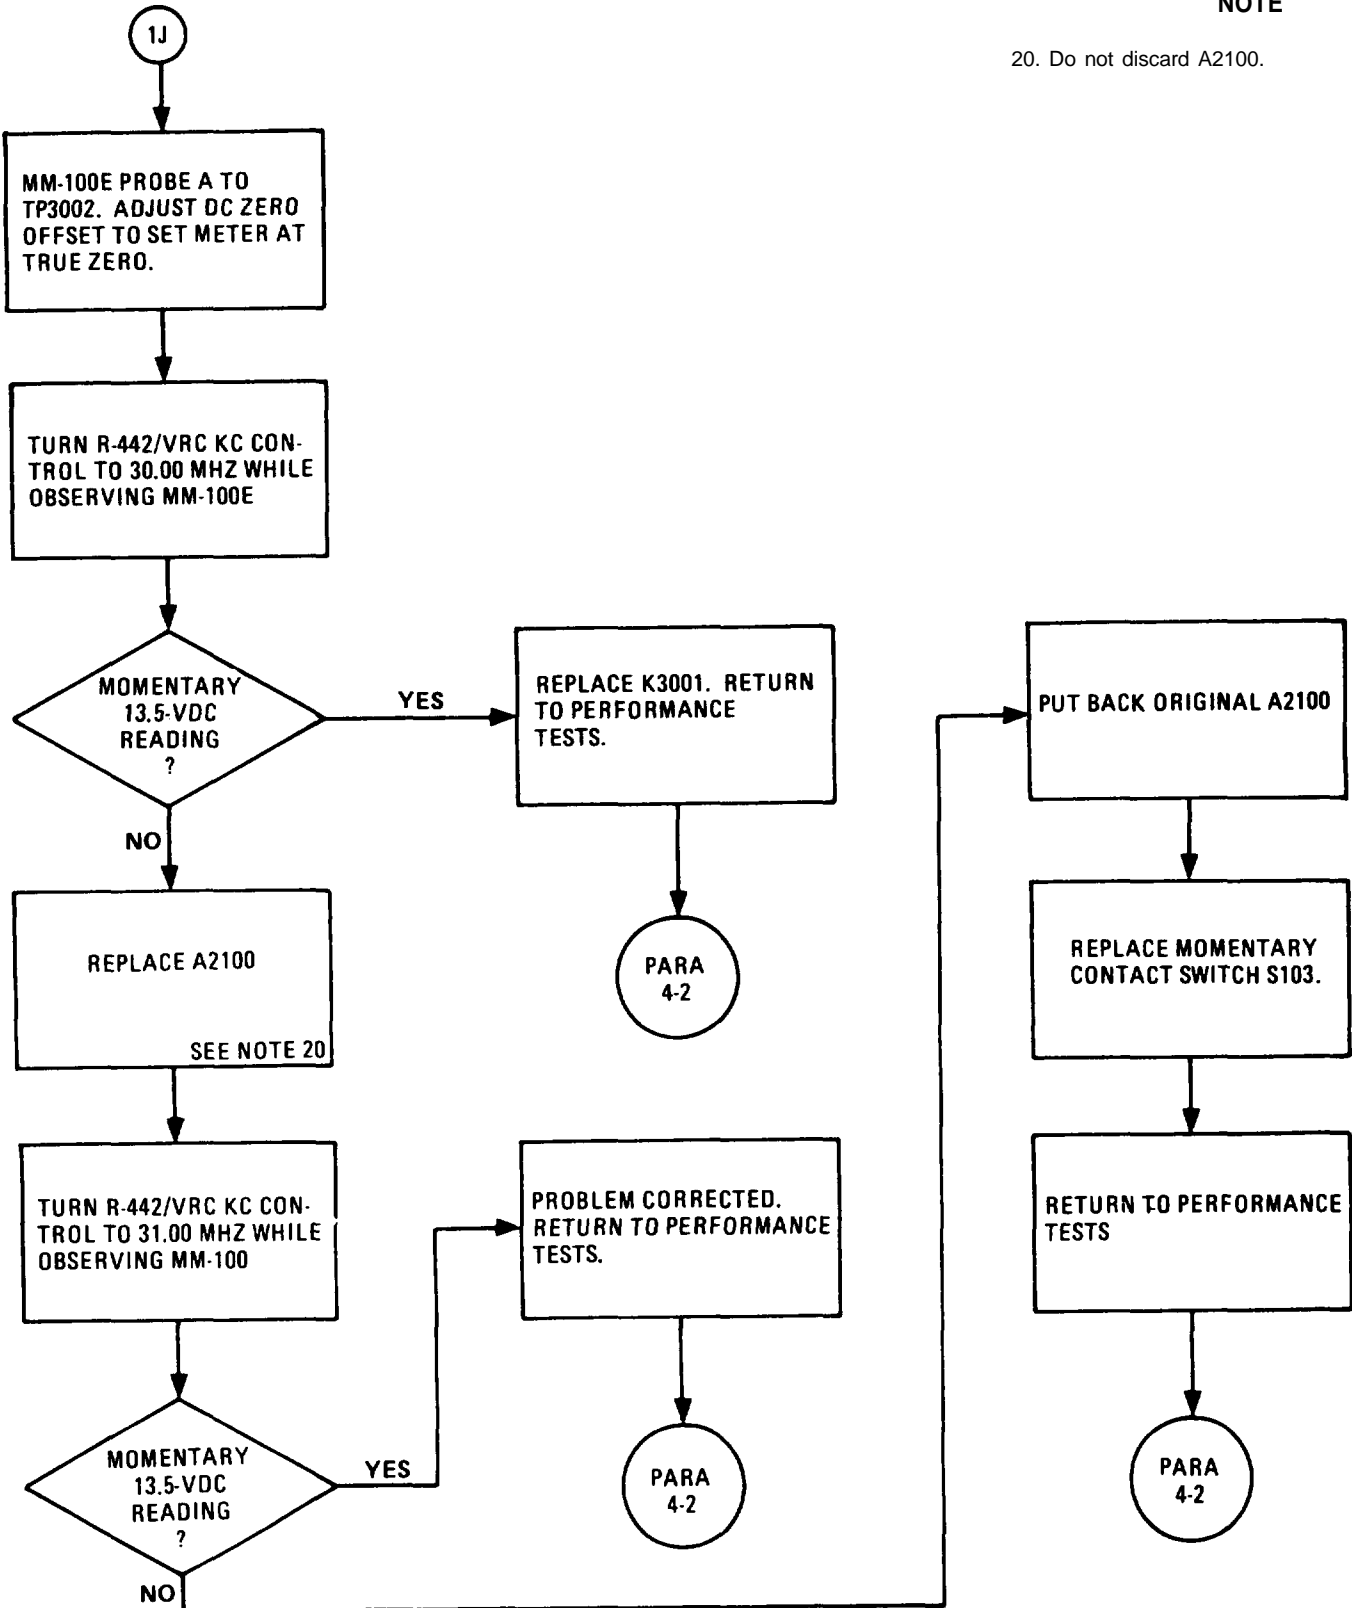 NOTE
20. Do not discard A2100.
1J
MM-100E PROBE A TO
TP3002. ADJUST DC ZERO
OFFSET TO SET METER AT
TRUE ZERO.
TURN R-442/VRC KC CON-
TROL TO 30.00 MHZ WHILE
OBSERVING MM-100E
MOMENTARY
13.5-VDC
READING
?
YES
REPLACE K3001. RETURN
TO PERFORMANCE
TESTS.
PARA
4-2
NO
REPLACE A2100
SEE NOTE 20
TURN R-442/VRC KC CON-
TROL TO 31.00 MHZ WHILE
OBSERVING MM-100
MOMENTARY
13.5-VDC
READING
?
YES
PROBLEM CORRECTED.
RETURN TO PERFORMANCE
TESTS.
PARA
4-2
NO
PUT BACK ORIGINAL A2100
REPLACE MOMENTARY
CONTACT SWITCH S103.
RETURN TO PERFORMANCE
TESTS
PARA
4-2